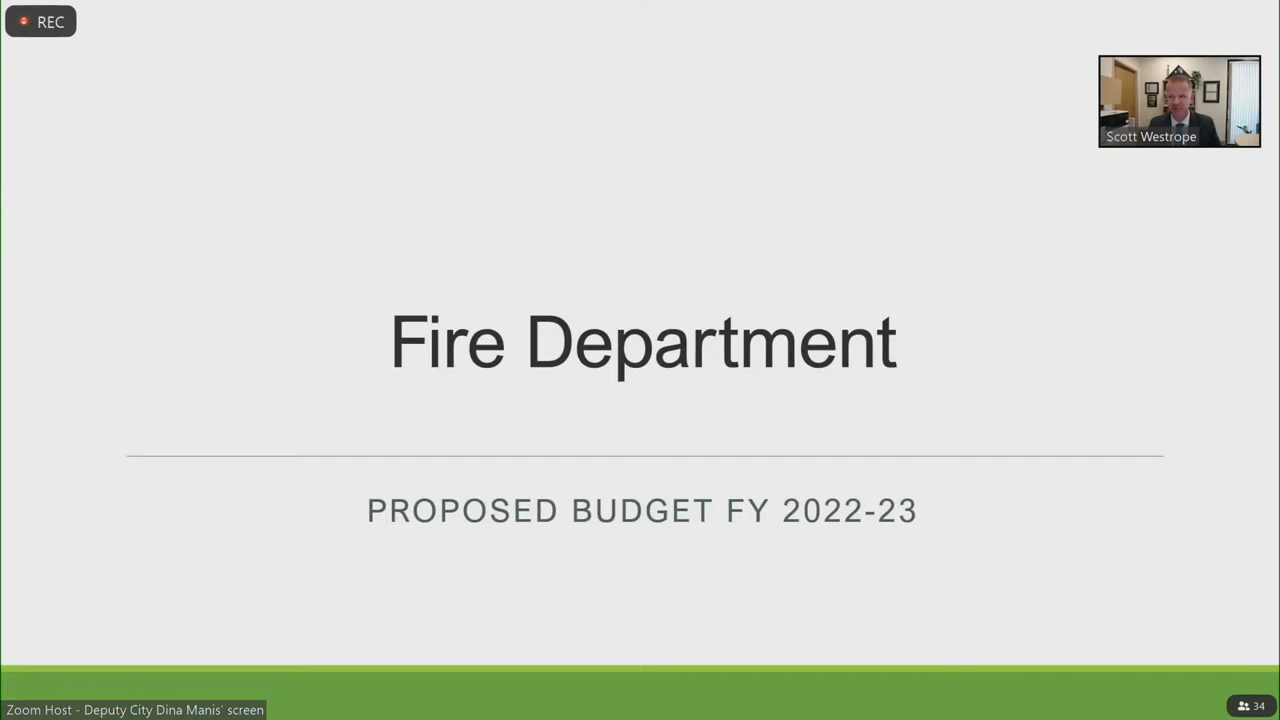 REC
Scott Westrope
Fire Department
PROPOSED BUDGET FY 2022-23
Zoom Host - Deputy City Dina Manis' screen
34